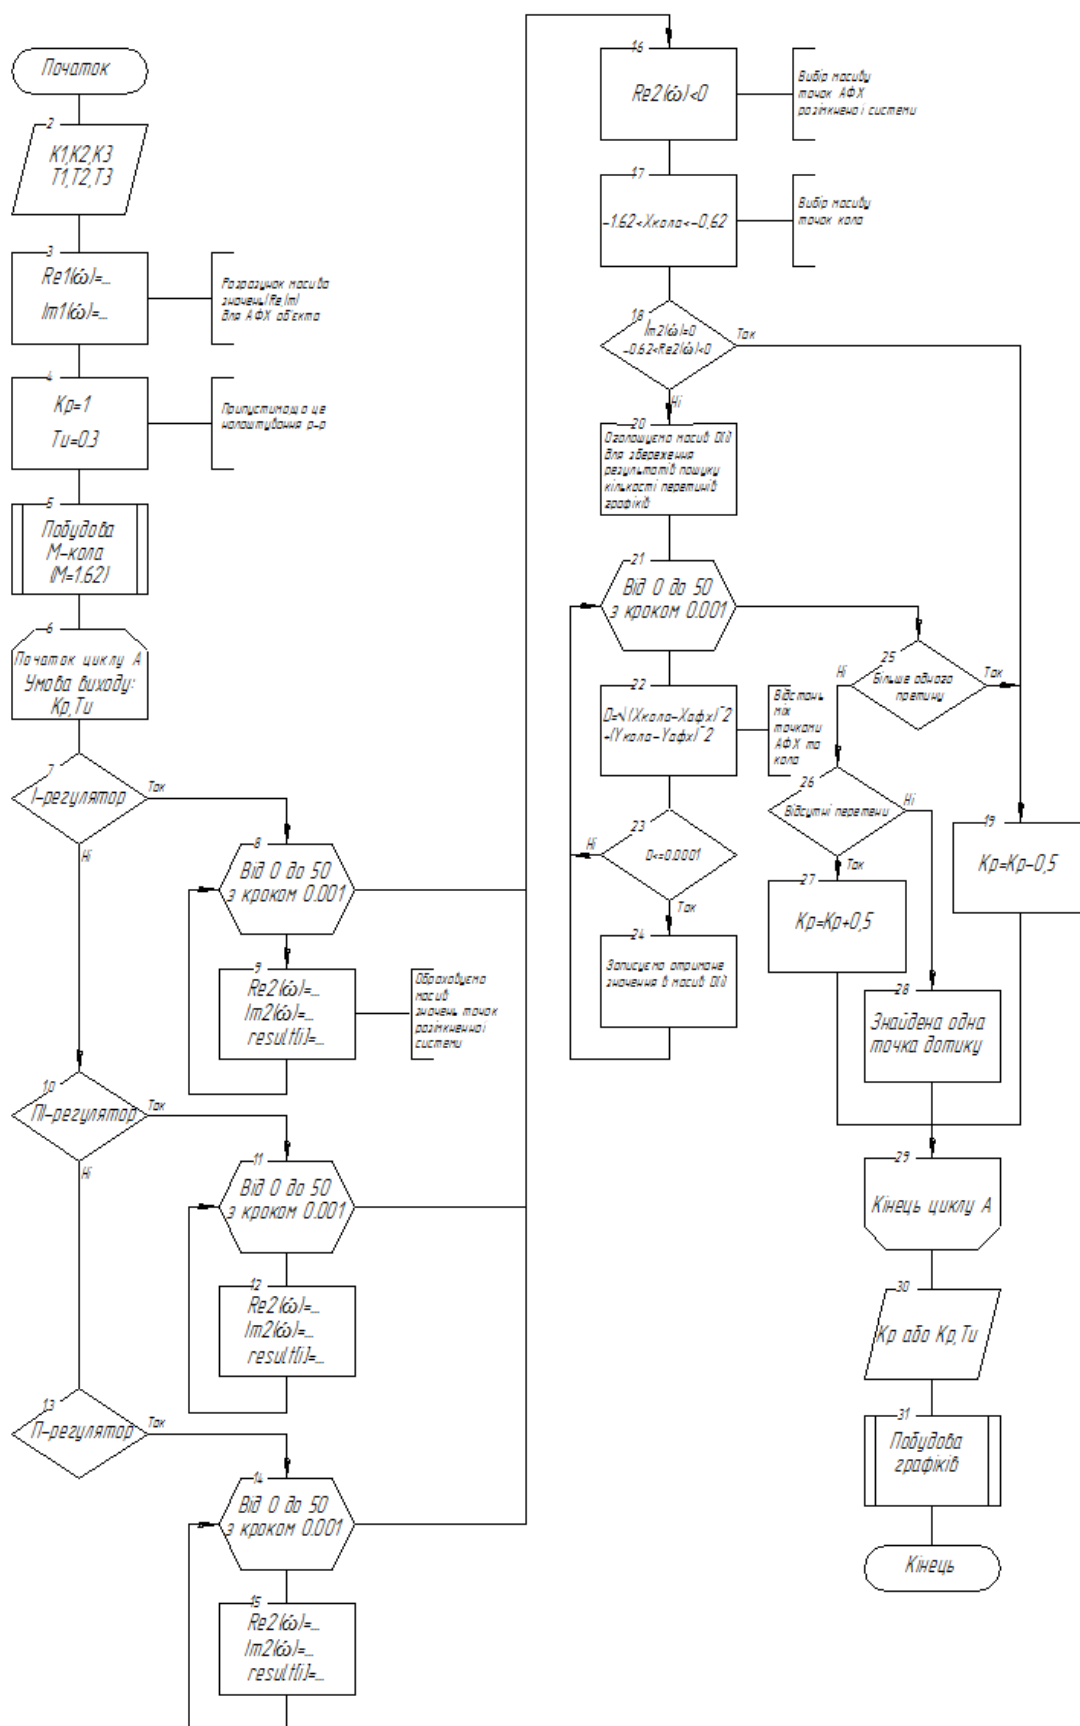 Початок
2
K1,K2,K3
T1,T2,T3
3
Re1(ώ)=...
Im1(ώ)=...
Розразунок масива
значень(Re,Im)
для АФХ об'єкта
4
Kp=1
Tu=0.3
Припустимо,що це
налаштування р-р
5
Побудова
М-кола
(М=1.62)
6
Початок циклу А
Умова виходу:
Kp,Tu
7
І-регулятор
Так
Ні
8
Від 0 до 50
з кроком 0.001
9
Re2(ώ)=...
Im2(ώ)=...
result[i]=...
Обраховуємо
масив
значень точок
розімкненної
системи
10
ПІ-регулятор
Так
Ні
11
Від 0 до 50
з кроком 0.001
12
Re2(ώ)=...
Im2(ώ)=...
result[i]=...
13
П-регулятор
Так
14
Від 0 до 50
з кроком 0.001
15
Re2(ώ)=...
Im2(ώ)=...
result[i]=...
16
Re2(ώ)<0
Вибір масиву
точок АФХ
розімкненої системи
17
-1.62<Xкола<-0,62
Вибір масиву
точок кола
18
Im2(ώ)=0
-0.62<Re2(ώ)<0
Так
Ні
20
Оголошуємо масив D(i)
для збереження
результатів пошуку
кількості перетинів
графіків
21
Від 0 до 50
з кроком 0.001
22
D=√(Xкола-Xафх)^2
+(Yкола-Yафх)^2
Відстань
між
точками
АФХ та
кола
23
D<=0.0001
Ні
Так
24
Записуємо отримане
значення в масив D(i)
25
Більше одного
претину
Ні
Так
26
Відсутні перетени
Ні
Так
27
Kp=Kp+0,5
19
Kp=Kp-0,5
28
Знайдена одна
точка дотику
29
Кінець циклу А
30
Kp або Kp,Tu
31
Побудова
графіків
Кінець